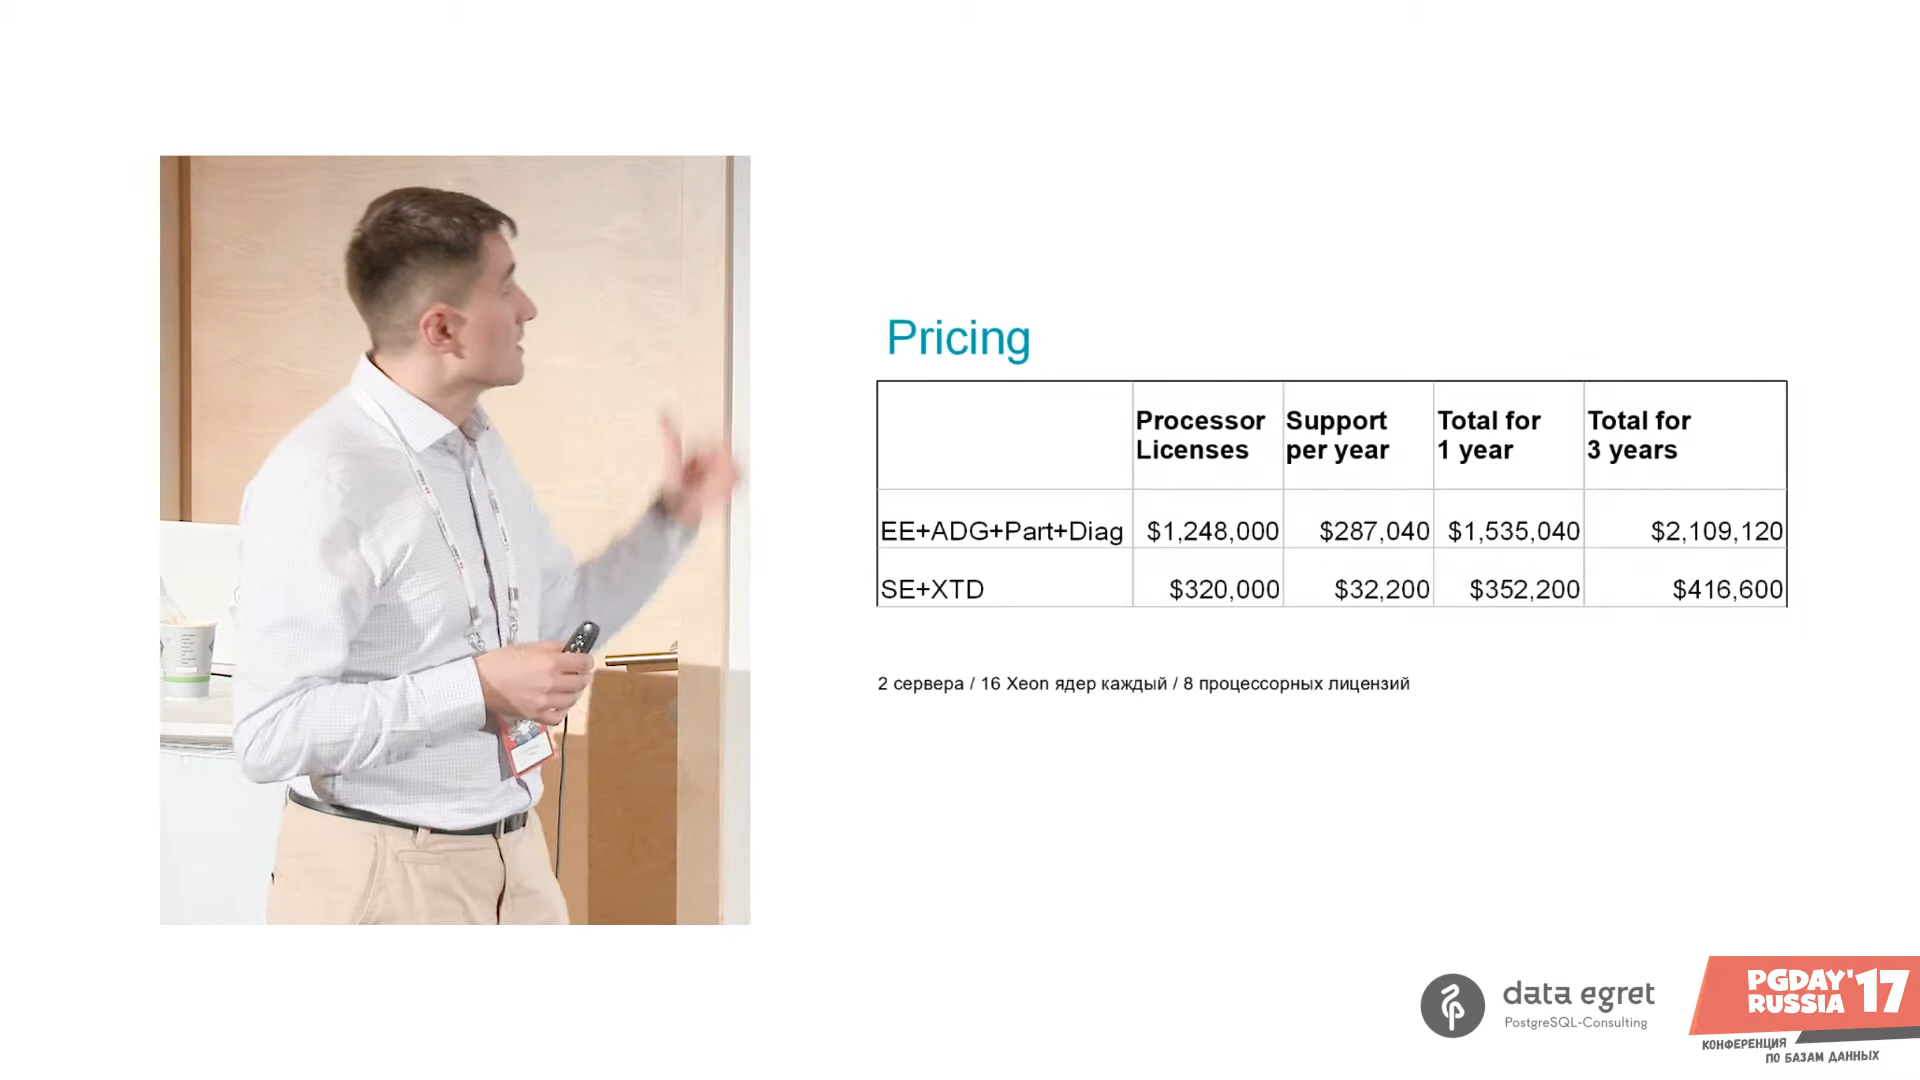 Pricing
Processor Licenses Support per year Total for 1 year Total for 3 years
EE+ADG+Part+Diag $1,248,000 $287,040 $1,535,040 $2,109,120
SE+XTD $320,000 $32,200 $352,200 $416,600
2 сервера / 16 Xeon ядер каждый / 8 процессорных лицензий
data egret
PostgreSQL-Consulting
PGDAY'17
RUSSIA
КОНФЕРЕНЦИЯ
ПО БАЗАМ ДАННЫХ